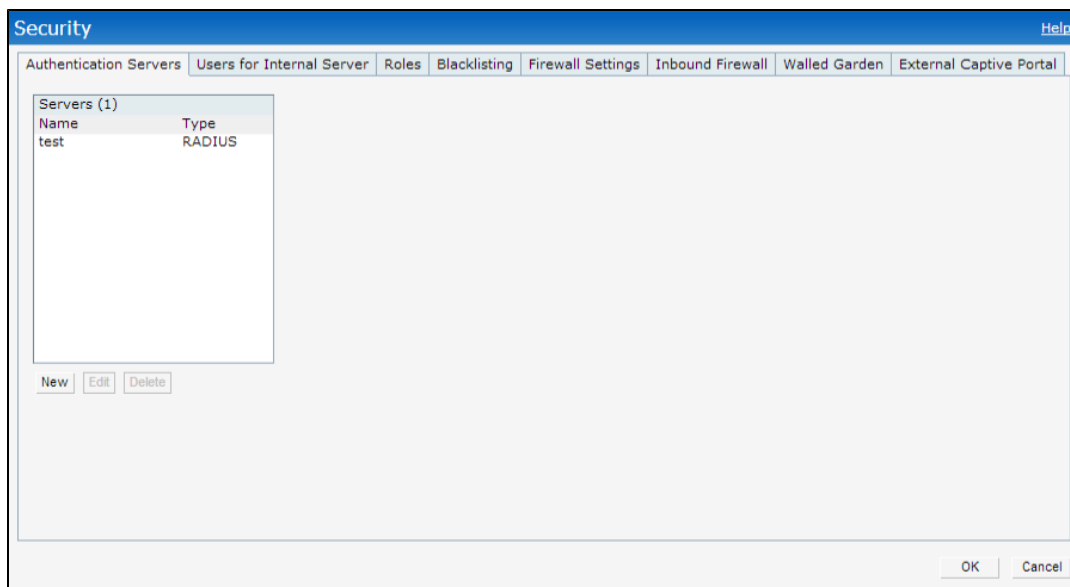 Security Help
Authentication Servers Users for Internal Server Roles Blacklisting Firewall Settings Inbound Firewall Walled Garden External Captive Portal
Servers (1)
Name Type
test RADIUS
New Edit Delete
OK Cancel